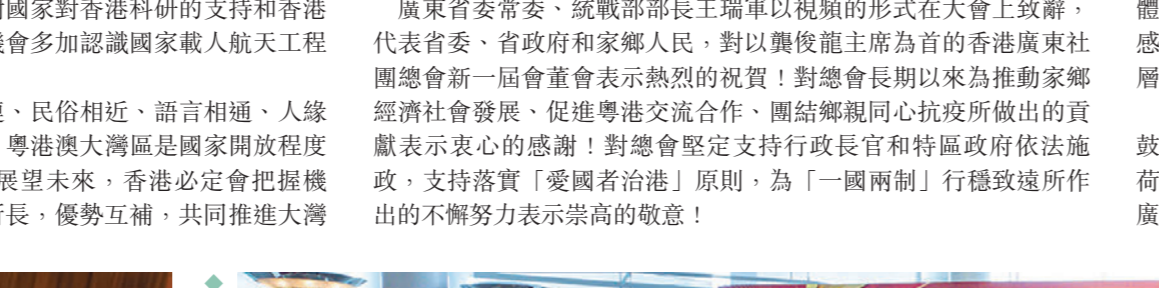 對國家對香港科研的支持和香港
機會多加認識國家載人航天工程
、民俗相近、語言相通、人緣
粵港澳大灣區是國家開放程度
展望未來，香港必定會把握機
所長，優勢互補，共同推進大灣
廣東省委常委、統戰部部長王瑞軍以視頻的形式在大會上致辭，
代表省委、省政府和家鄉人民，對以龔俊龍主席為首的香港廣東社
團總會新一屆會董會表示熱烈的祝賀！對總會長期以來為推動家鄉
經濟社會發展、促進粵港交流合作、團結鄉親同心抗疫所做出的貢
獻表示衷心的感謝！對總會堅定支持行政長官和特區政府依法施
政，支持落實「愛國者治港」原則，為「一國兩制」行穩致遠所作
出的不懈努力表示崇高的敬意！
體
感
層
鼓
荷
廣